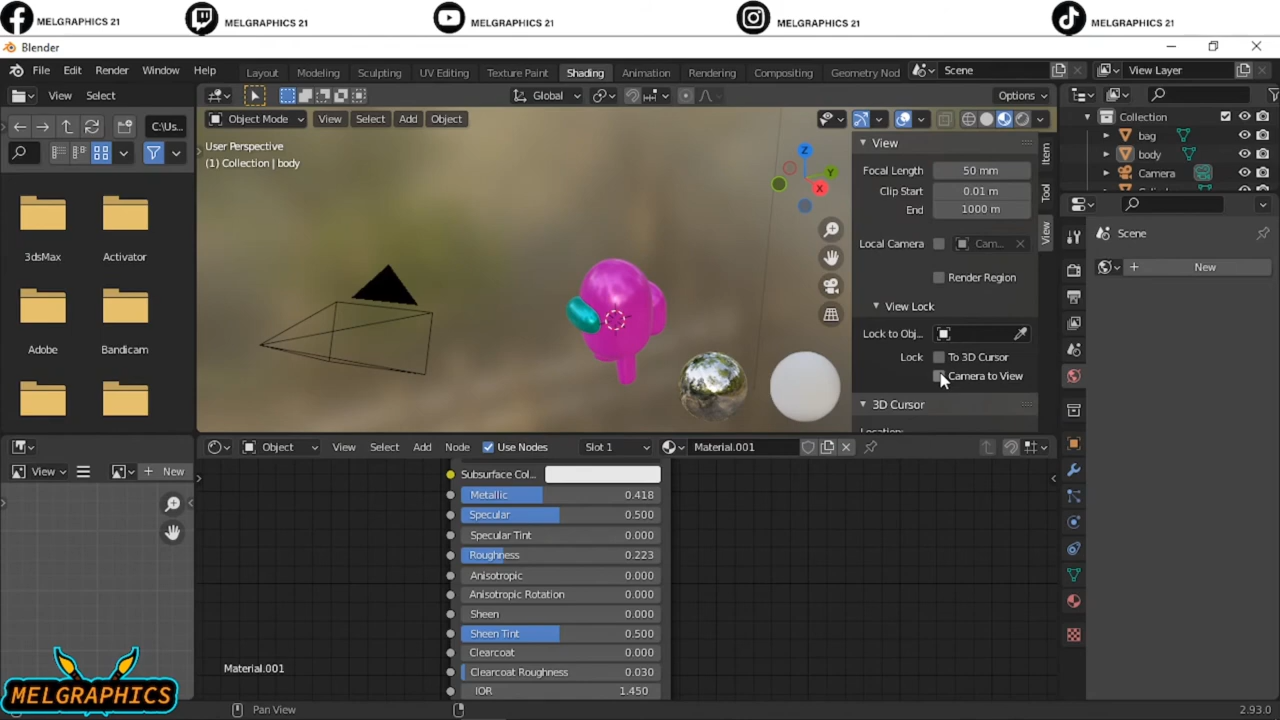 MELGRAPHICS 21 MELGRAPHICS 21 MELGRAPHICS 21 MELGRAPHICS 21 MELGRAPHICS 21
Blender
File Edit Render Window Help Layout Modeling Sculpting UV Editing Texture Paint Shading Animation Rendering Compositing Geometry Nod Scene View Layer
View Select Global Options
C:\Us... Object Mode View Select Add Object
User Perspective
(1) Collection | body
3dsMax Activator
Adobe Bandicam
View
Focal Length 50 mm
Clip Start 0.01 m
End 1000 m
Local Camera Cam...
Render Region
View Lock
Lock to Obj...
Lock To 3D Cursor
Camera to View
3D Cursor
Item
Tool
View
Z
Y
X
Collection
bag
body
Camera
Scene
New
View New
Object View Select Add Node Use Nodes Slot 1 Material.001
Subsurface Col...
Metallic 0.418
Specular 0.500
Specular Tint 0.000
Roughness 0.223
Anisotropic 0.000
Anisotropic Rotation 0.000
Sheen 0.000
Sheen Tint 0.500
Clearcoat 0.000
Clearcoat Roughness 0.030
IOR 1.450
Material.001
MELGRAPHICS
Pan View 2.93.0